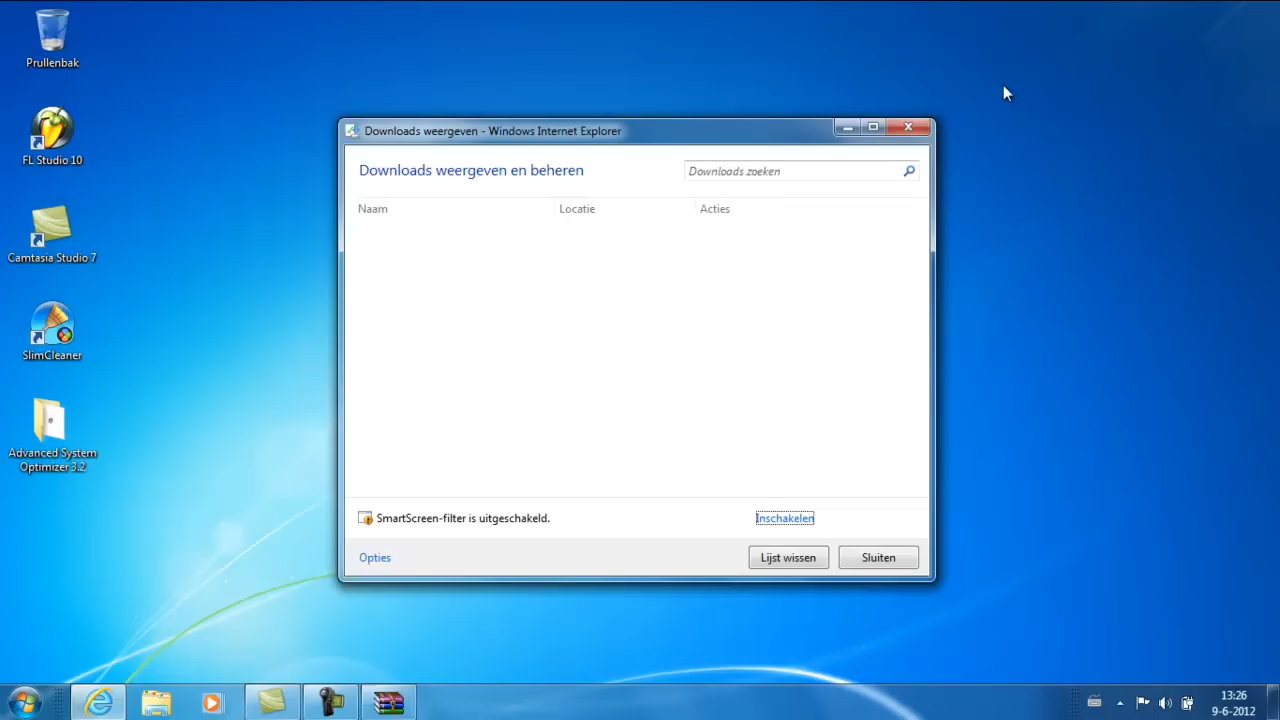 Prullenbak
FL Studio 10
Camtasia Studio 7
SlimCleaner
Advanced System
Optimizer 3.2
Downloads weergeven - Windows Internet Explorer
Downloads weergeven en beheren
Downloads zoeken
Naam
Locatie
Acties
SmartScreen-filter is uitgeschakeld.
Inschakelen
Opties
Lijst wissen
Sluiten
13:26
9-6-2012